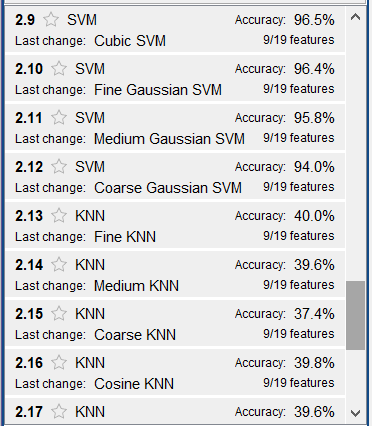 2.9 SVM Accuracy: 96.5%
Last change: Cubic SVM 9/19 features
2.10 SVM Accuracy: 96.4%
Last change: Fine Gaussian SVM 9/19 features
2.11 SVM Accuracy: 95.8%
Last change: Medium Gaussian SVM 9/19 features
2.12 SVM Accuracy: 94.0%
Last change: Coarse Gaussian SVM 9/19 features
2.13 KNN Accuracy: 40.0%
Last change: Fine KNN 9/19 features
2.14 KNN Accuracy: 39.6%
Last change: Medium KNN 9/19 features
2.15 KNN Accuracy: 37.4%
Last change: Coarse KNN 9/19 features
2.16 KNN Accuracy: 39.8%
Last change: Cosine KNN 9/19 features
2.17 KNN Accuracy: 39.6%